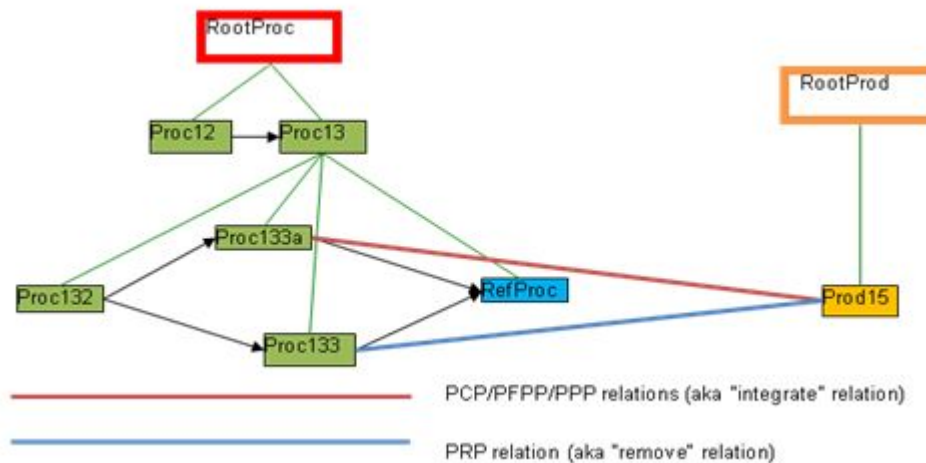 RootProc
RootProd
Proc12
Proc13
Proc133a
Proc132
RefProc
Prod15
Proc133
PCP/PFPP/PPP relations (aka "integrate" relation)
PRP relation (aka "remove" relation)